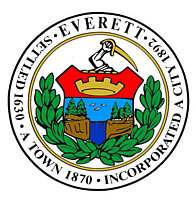 · EVERETT ·
SETTLED 1630 · A TOWN 1870 · INCORPORATED A CITY 1892